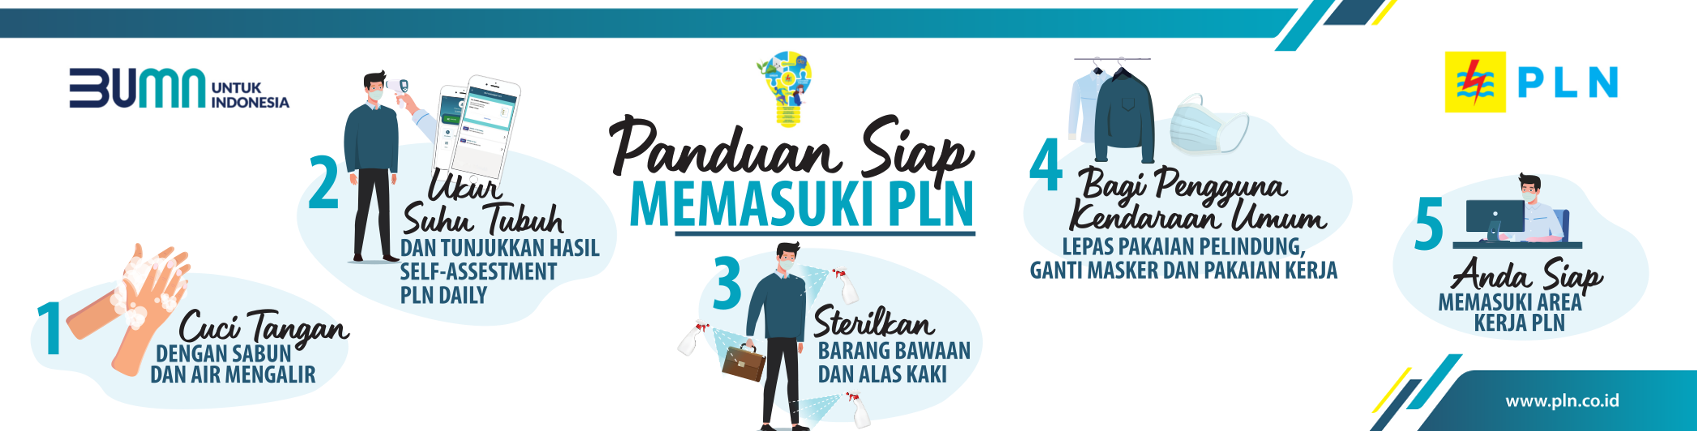 BUMN UNTUK
INDONESIA
Panduan Siap
MEMASUKI PLN
PLN
1
Cuci Tangan
DENGAN SABUN
DAN AIR MENGALIR
2
Ukur
Suhu Tubuh
DAN TUNJUKKAN HASIL
SELF-ASSESTMENT
PLN DAILY
3
Sterilkan
BARANG BAWAAN
DAN ALAS KAKI
4
Bagi Pengguna
Kendaraan Umum
LEPAS PAKAIAN PELINDUNG,
GANTI MASKER DAN PAKAIAN KERJA
5
Anda Siap
MEMASUKI AREA
KERJA PLN
www.pln.co.id